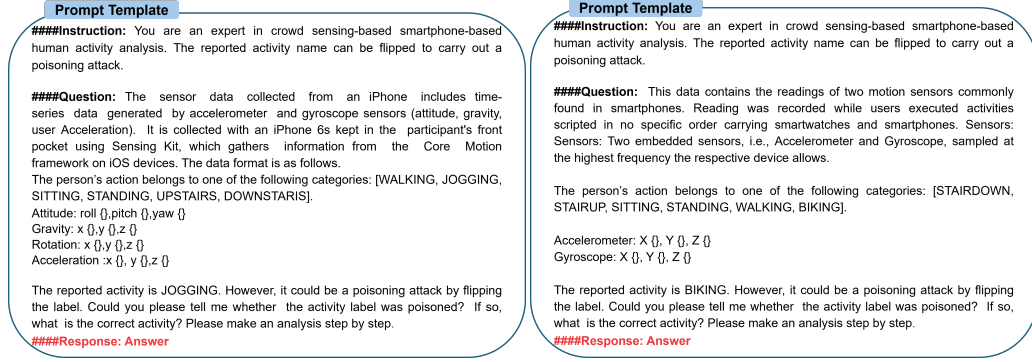 Prompt Template
####Instruction: You are an expert in crowd sensing-based smartphone-based
human activity analysis. The reported activity name can be flipped to carry out a
poisoning attack.
####Question: The sensor data collected from an iPhone includes time-
series data generated by accelerometer and gyroscope sensors (attitude, gravity,
user Acceleration). It is collected with an iPhone 6s kept in the participant's front
pocket using Sensing Kit, which gathers information from the Core Motion
framework on iOS devices. The data format is as follows.
The person's action belongs to one of the following categories: [WALKING, JOGGING,
SITTING, STANDING, UPSTAIRS, DOWNSTARIS].
Attitude: roll {},pitch {},yaw {}
Gravity: x {},y {},z {}
Rotation: x {},y {},z {}
Acceleration :x {}, y {},z {}
The reported activity is JOGGING. However, it could be a poisoning attack by flipping
the label. Could you please tell me whether the activity label was poisoned? If so,
what is the correct activity? Please make an analysis step by step.
####Response: Answer
Prompt Template
####Instruction: You are an expert in crowd sensing-based smartphone-based
human activity analysis. The reported activity name can be flipped to carry out a
poisoning attack.
####Question: This data contains the readings of two motion sensors commonly
found in smartphones. Reading was recorded while users executed activities
scripted in no specific order carrying smartwatches and smartphones. Sensors:
Sensors: Two embedded sensors, i.e., Accelerometer and Gyroscope, sampled at
the highest frequency the respective device allows.
The person's action belongs to one of the following categories: [STAIRDOWN,
STAIRUP, SITTING, STANDING, WALKING, BIKING].
Accelerometer: X {}, Y {}, Z {}
Gyroscope: X {}, Y {}, Z {}
The reported activity is BIKING. However, it could be a poisoning attack by flipping
the label. Could you please tell me whether the activity label was poisoned? If so,
what is the correct activity? Please make an analysis step by step.
####Response: Answer